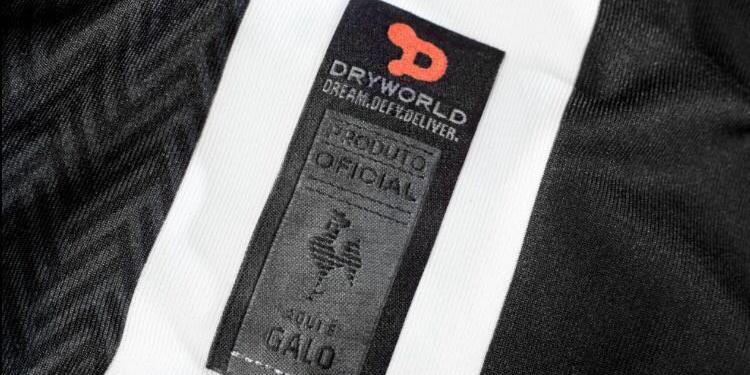 DRYWORLD
DREAM.DEFY.DELIVER.
PRODUTO
OFICIAL
AQUI É
GALO